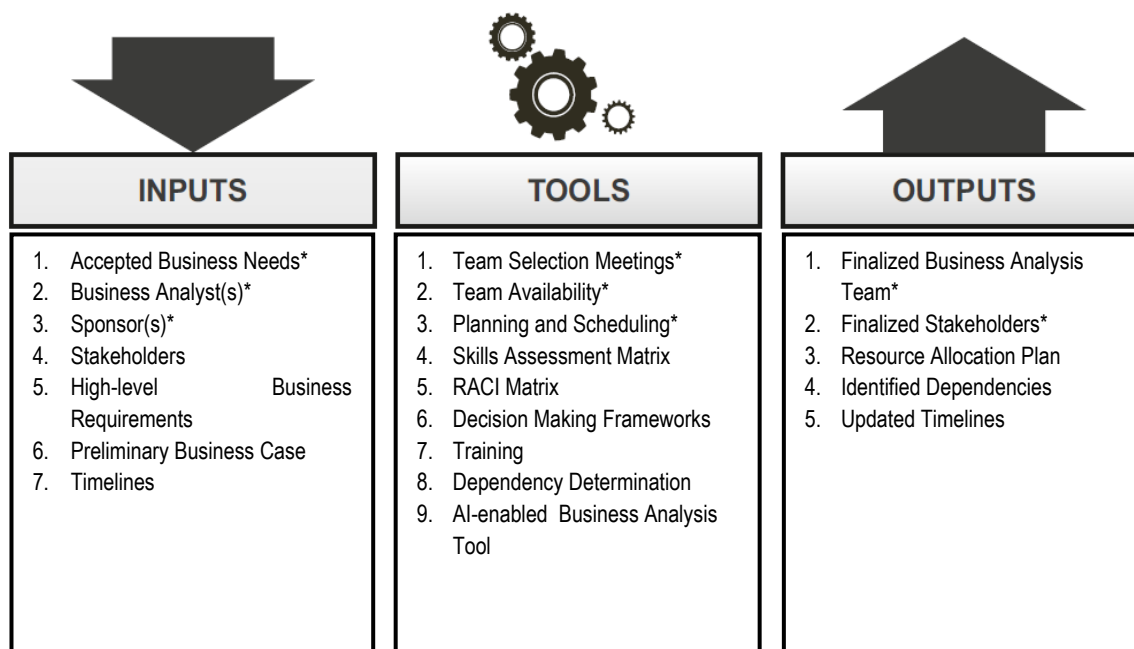 INPUTS
1. Accepted Business Needs*
2. Business Analyst(s)*
3. Sponsor(s)*
4. Stakeholders
5. High-level Business
Requirements
6. Preliminary Business Case
7. Timelines
TOOLS
1. Team Selection Meetings*
2. Team Availability*
3. Planning and Scheduling*
4. Skills Assessment Matrix
5. RACI Matrix
6. Decision Making Frameworks
7. Training
8. Dependency Determination
9. AI-enabled Business Analysis
Tool
OUTPUTS
1. Finalized Business Analysis
Team*
2. Finalized Stakeholders*
3. Resource Allocation Plan
4. Identified Dependencies
5. Updated Timelines